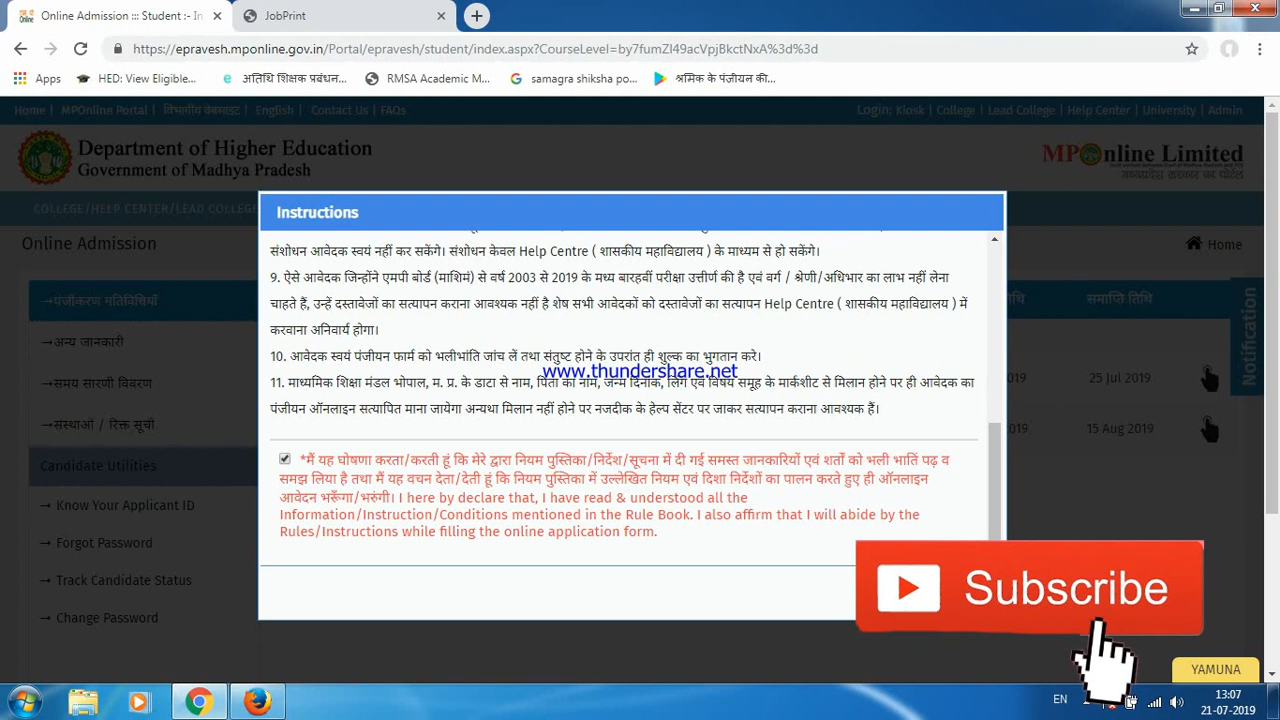 Online Admission ::: Student :- In
JobPrint
https://epravesh.mponline.gov.in/Portal/epravesh/student/index.aspx?CourseLevel=by7fumZI49acVpjBkctNxA%3d%3d
Apps
HED: View Eligible...
अतिथि शिक्षक प्रबंधन...
RMSA Academic M...
samagra shiksha po...
श्रमिक के पंजीयल की...
Home | MPOnline Portal | विभागीय वेबसाइट | English | Contact Us | FAQs
Login: Kiosk | College | Lead College | Help Center | University | Admin
Department of Higher Education
Government of Madhya Pradesh
MPOnline Limited
COLLEGE/HELP CENTER/LEAD COLLEGE
Online Admission
Home
Instructions
संशोधन आवेदक स्वयं नहीं कर सकेंगे। संशोधन केवल Help Centre ( शासकीय महाविद्यालय ) के माध्यम से हो सकेंगे।
9. ऐसे आवेदक जिन्होंने एमपी बोर्ड (माशिमं) से वर्ष 2003 से 2019 के मध्य बारहवीं परीक्षा उत्तीर्ण की है एवं वर्ग / श्रेणी/अधिभार का लाभ नहीं लेना
चाहते हैं, उन्हें दस्तावेजों का सत्यापन कराना आवश्यक नहीं है शेष सभी आवेदकों को दस्तावेजों का सत्यापन Help Centre ( शासकीय महाविद्यालय ) में
करवाना अनिवार्य होगा।
10. आवेदक स्वयं पंजीयन फार्म को भलीभांति जांच लें तथा संतुष्ट होने के उपरांत ही शुल्क का भुगतान करे।
www.thundershare.net
11. माध्यमिक शिक्षा मंडल भोपाल, म. प्र. के डाटा से नाम, पिता का नाम, जन्म दिनांक, लिंग एवं विषय समूह के मार्कशीट से मिलान होने पर ही आवेदक का
पंजीयन ऑनलाइन सत्यापित माना जायेगा अन्यथा मिलान नहीं होने पर नजदीक के हेल्प सेंटर पर जाकर सत्यापन कराना आवश्यक हैं।
*मैं यह घोषणा करता/करती हूं कि मेरे द्वारा नियम पुस्तिका/निर्देश/सूचना में दी गई समस्त जानकारियों एवं शर्तों को भली भातिं पढ़ व
समझ लिया है तथा मैं यह वचन देता/देती हूं कि नियम पुस्तिका में उल्लेखित नियम एवं दिशा निर्देशों का पालन करते हुए ही ऑनलाइन
आवेदन भरूँगा/भरुंगी। I here by declare that, I have read & understood all the
Information/Instruction/Conditions mentioned in the Rule Book. I also affirm that I will abide by the
Rules/Instructions while filling the online application form.
→पंजीकरण गतिविधियाँ
→अन्य जानकारी
→समय सारणी विवरण
→संस्थाओं / रिक्त सूची
Candidate Utilities
→ Know Your Applicant ID
→ Forgot Password
→ Track Candidate Status
→ Change Password
समाप्ति तिथि
019 25 Jul 2019
019 15 Aug 2019
Notification
Subscribe
YAMUNA
EN
13:07
21-07-2019